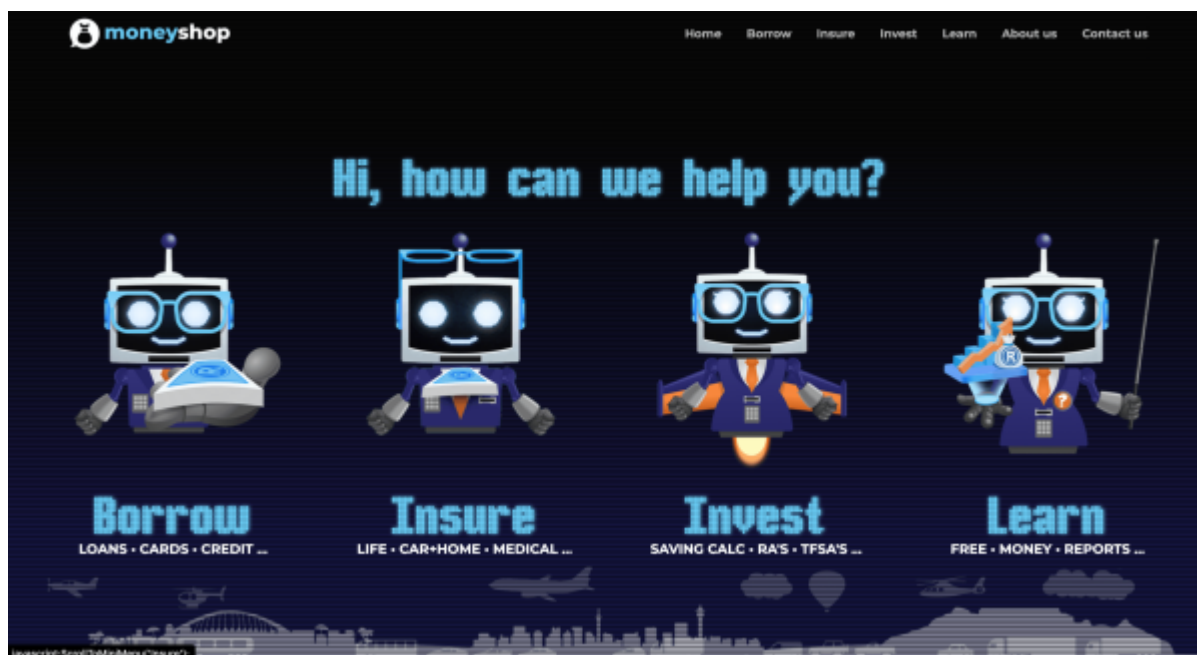 moneyshop
Home Borrow Insure Invest Learn About us Contact us
Hi, how can we help you?
R
?
Borrow Insure Invest Learn
LOANS • CARDS • CREDIT ... LIFE • CAR+HOME • MEDICAL ... SAVING CALC • RA'S • TFSA'S ... FREE • MONEY • REPORTS ...